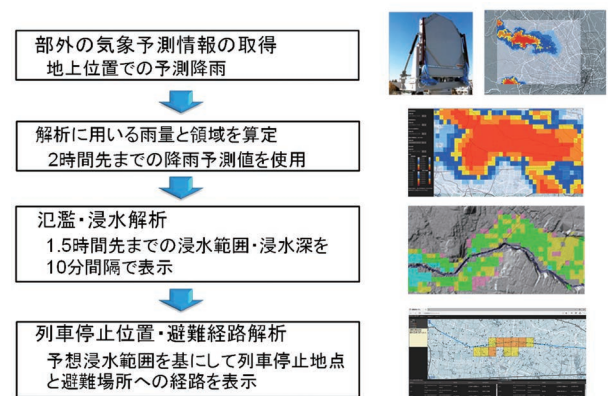 部外の気象予測情報の取得
地上位置での予測降雨
解析に用いる雨量と領域を算定
2時間先までの降雨予測値を使用
氾濫・浸水解析
1.5時間先までの浸水範囲・浸水深を
10分間隔で表示
列車停止位置・避難経路解析
予想浸水範囲を基にして列車停止地点
と避難場所への経路を表示